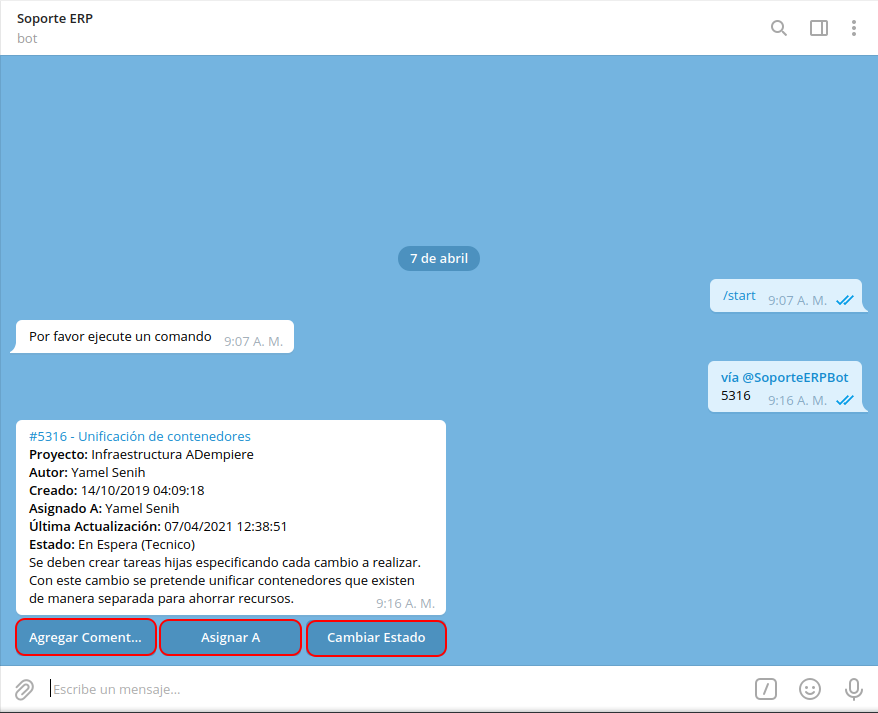 Soporte ERP
bot
7 de abril
/start 9:07 A. M.
Por favor ejecute un comando 9:07 A. M.
vía @SoporteERPBot
5316 9:16 A. M.
#5316 - Unificación de contenedores
Proyecto: Infraestructura ADempiere
Autor: Yamel Senih
Creado: 14/10/2019 04:09:18
Asignado A: Yamel Senih
Última Actualización: 07/04/2021 12:38:51
Estado: En Espera (Tecnico)
Se deben crear tareas hijas especificando cada cambio a realizar.
Con este cambio se pretende unificar contenedores que existen
de manera separada para ahorrar recursos. 9:16 A. M.
Agregar Coment... Asignar A Cambiar Estado
Escribe un mensaje...